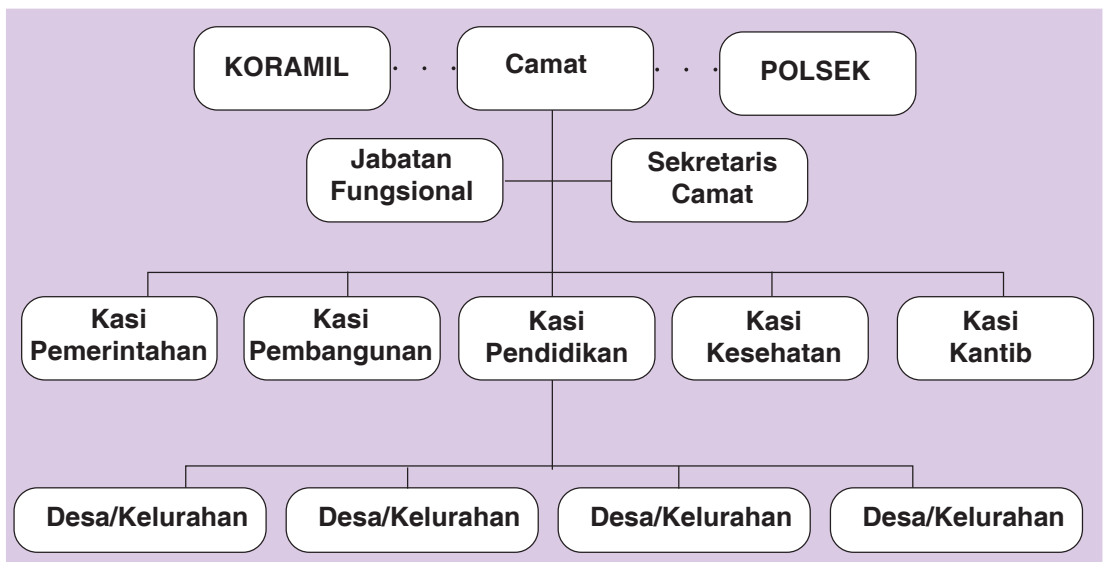 KORAMIL
Camat
POLSEK
Jabatan
Fungsional
Sekretaris
Camat
Kasi
Pemerintahan
Kasi
Pembangunan
Kasi
Pendidikan
Kasi
Kesehatan
Kasi
Kantib
Desa/Kelurahan
Desa/Kelurahan
Desa/Kelurahan
Desa/Kelurahan